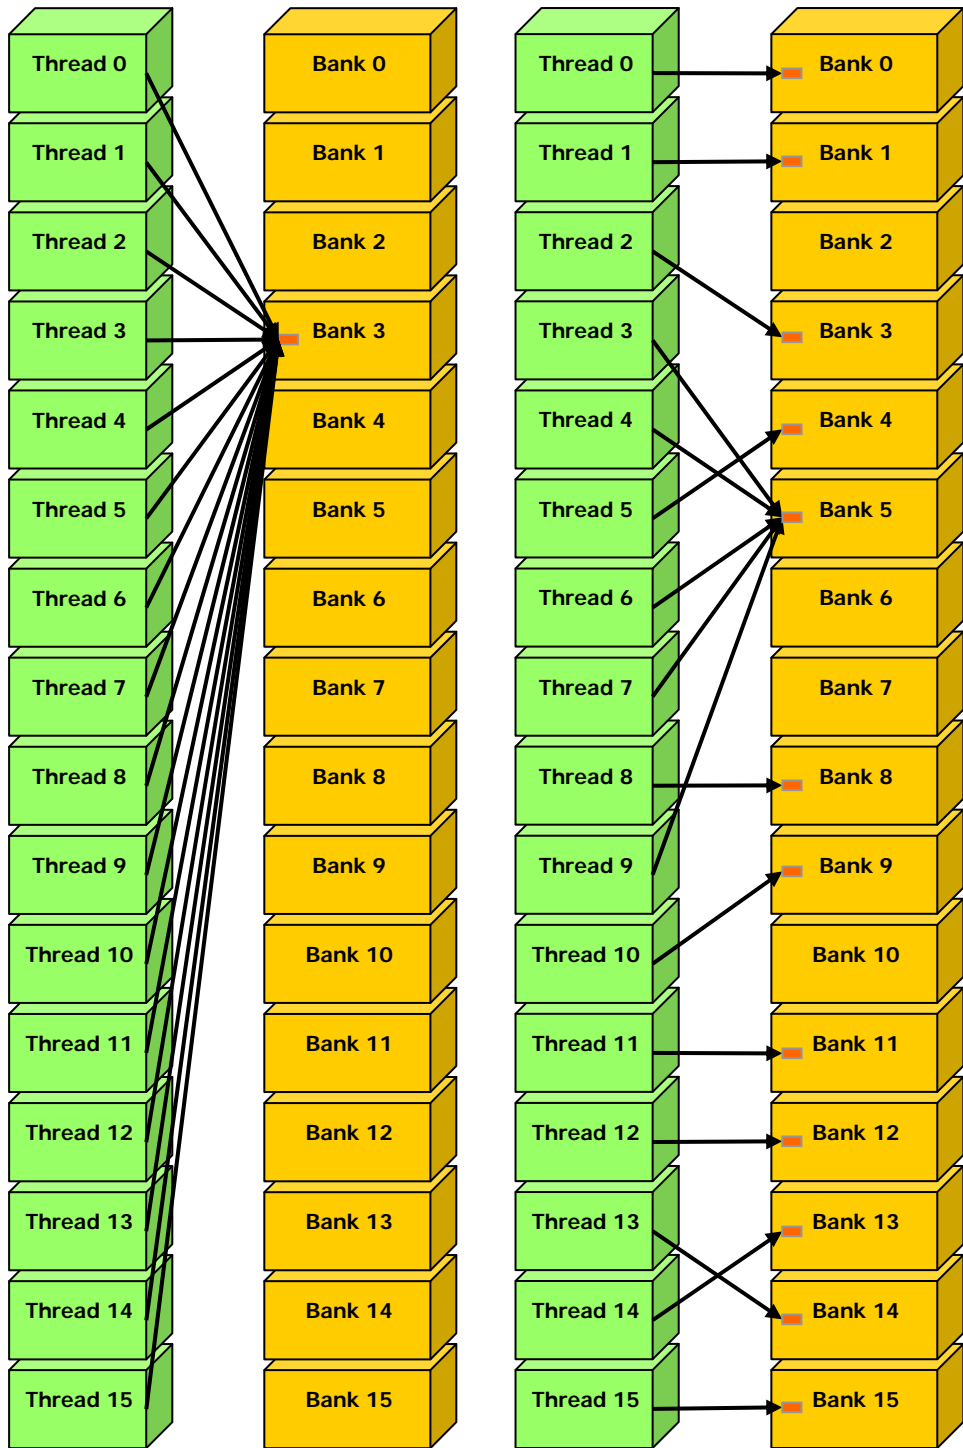 Thread 0 Bank 0 Thread 0 Bank 0
Thread 1 Bank 1 Thread 1 Bank 1
Thread 2 Bank 2 Thread 2 Bank 2
Thread 3 Bank 3 Thread 3 Bank 3
Thread 4 Bank 4 Thread 4 Bank 4
Thread 5 Bank 5 Thread 5 Bank 5
Thread 6 Bank 6 Thread 6 Bank 6
Thread 7 Bank 7 Thread 7 Bank 7
Thread 8 Bank 8 Thread 8 Bank 8
Thread 9 Bank 9 Thread 9 Bank 9
Thread 10 Bank 10 Thread 10 Bank 10
Thread 11 Bank 11 Thread 11 Bank 11
Thread 12 Bank 12 Thread 12 Bank 12
Thread 13 Bank 13 Thread 13 Bank 13
Thread 14 Bank 14 Thread 14 Bank 14
Thread 15 Bank 15 Thread 15 Bank 15